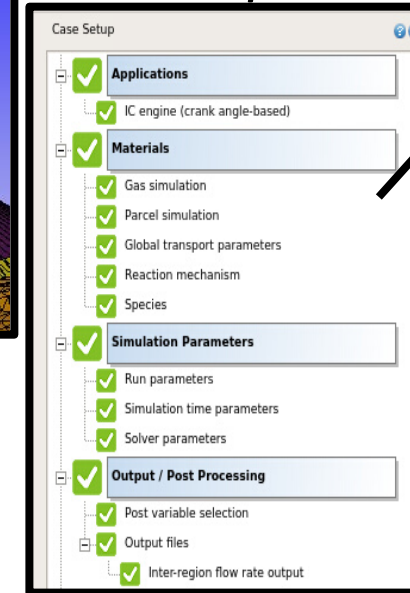 Case Setup
Applications
IC engine (crank angle-based)
Materials
Gas simulation
Parcel simulation
Global transport parameters
Reaction mechanism
Species
Simulation Parameters
Run parameters
Simulation time parameters
Solver parameters
Output / Post Processing
Post variable selection
Output files
Inter-region flow rate output